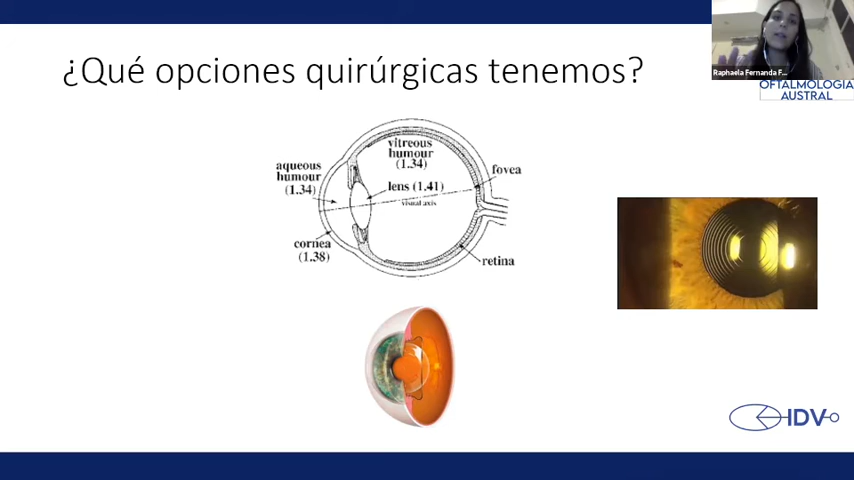 ¿Qué opciones quirúrgicas tenemos?
Raphaela Fernanda F...
OFTALMOLOGIA
AUSTRAL
vitreous
humour
(1.34)
aqueous
humour
(1.34)
fovea
lens (1.41)
visual axis
cornea
(1.38)
retina
IDV